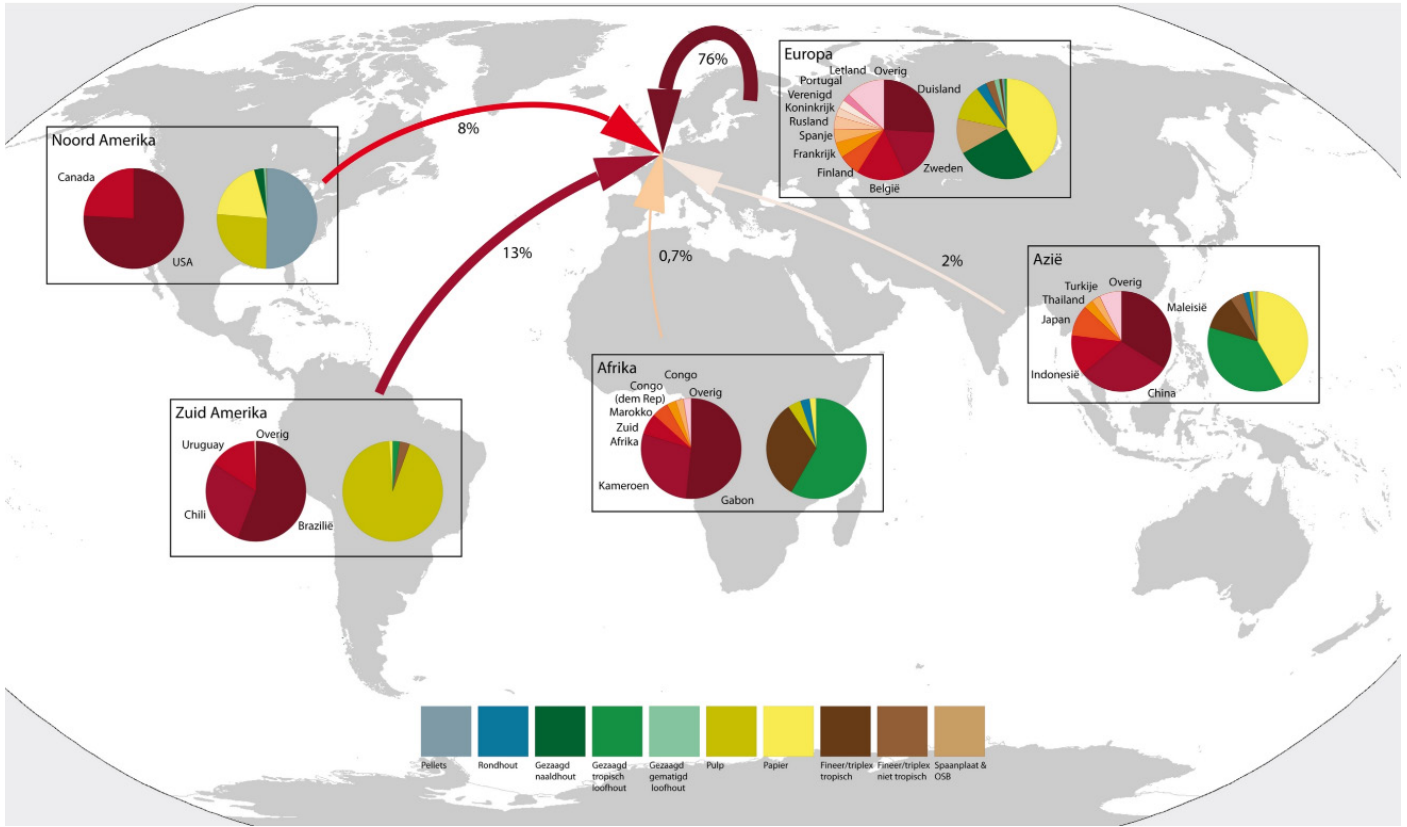 Europa
76%
Letland Overig
Portugal
Verenigd
Koninkrijk
Rusland
Spanje
Frankrijk
Finland
België
Zweden
Duisland
8%
Noord Amerika
Canada
USA
13%
0,7%
2%
Azië
Turkije
Overig
Thailand
Maleisië
Japan
Indonesië
China
Afrika
Congo
Congo
(dem Rep)
Overig
Marokko
Zuid
Afrika
Kameroen
Gabon
Zuid Amerika
Uruguay
Overig
Chili
Brazilië
Pellets
Rondhout
Gezaagd
naaldhout
Gezaagd
tropisch
loofhout
Gezaagd
gematigd
loofhout
Pulp
Papier
Fineer/triplex
tropisch
Fineer/triplex
niet tropisch
Spaanplaat &
OSB